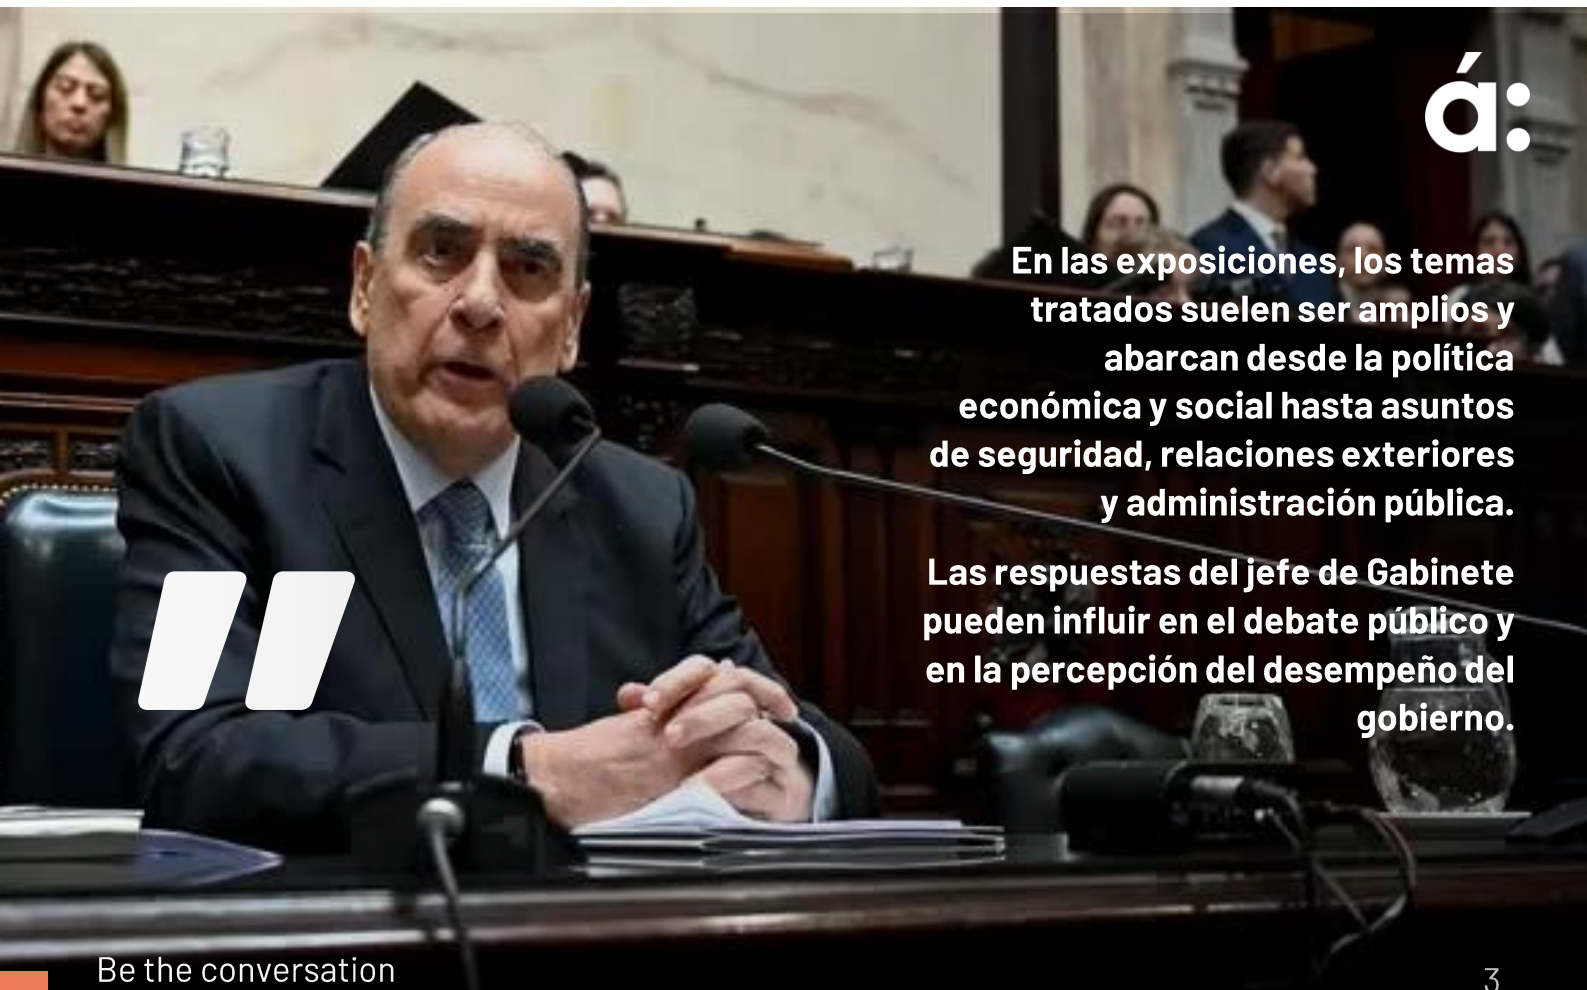 á:
En las exposiciones, los temas
tratados suelen ser amplios y
abarcan desde la política
económica y social hasta asuntos
de seguridad, relaciones exteriores
y administración pública.
Las respuestas del jefe de Gabinete
pueden influir en el debate público y
en la percepción del desempeño del
gobierno.
"
Be the conversation
3